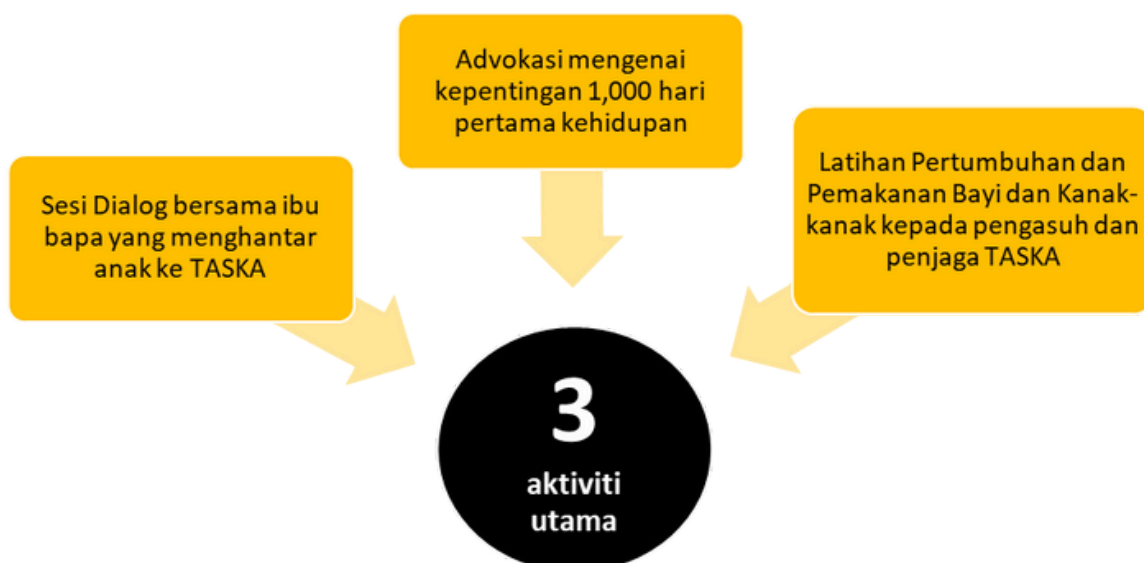 Advokasi mengenai
kepentingan 1,000 hari
pertama kehidupan
Sesi Dialog bersama ibu
bapa yang menghantar
anak ke TASKA
Latihan Pertumbuhan dan
Pemakanan Bayi dan Kanak-
kanak kepada pengasuh dan
penjaga TASKA
3
aktiviti
utama